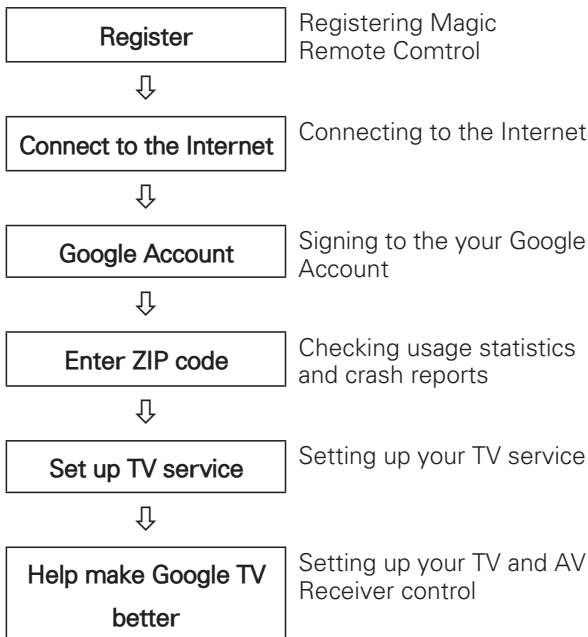 Register
Registering Magic
Remote Comtrol
Connect to the Internet
Connecting to the Internet
Google Account
Signing to the your Google
Account
Enter ZIP code
Checking usage statistics
and crash reports
Set up TV service
Setting up your TV service
Help make Google TV
better
Setting up your TV and AV
Receiver control